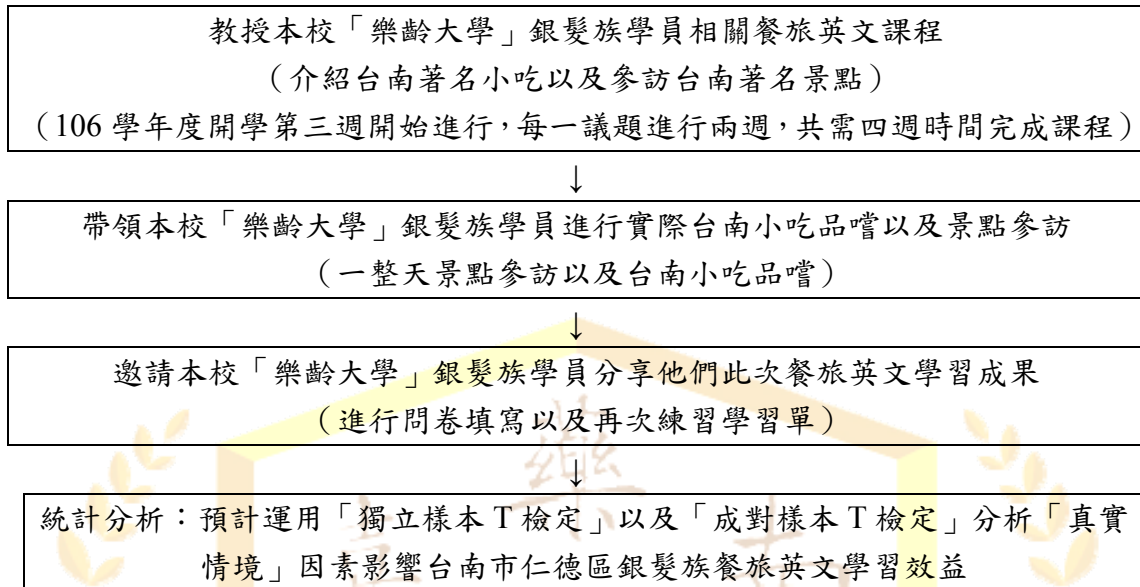 教授本校「樂齡大學」銀髮族學員相關餐旅英文課程
（介紹台南著名小吃以及參訪台南著名景點）
（106 學年度開學第三週開始進行，每一議題進行兩週，共需四週時間完成課程）
↓
帶領本校「樂齡大學」銀髮族學員進行實際台南小吃品嚐以及景點參訪
（一整天景點參訪以及台南小吃品嚐）
↓
邀請本校「樂齡大學」銀髮族學員分享他們此次餐旅英文學習成果
（進行問卷填寫以及再次練習學習單）
↓
統計分析：預計運用「獨立樣本 T 檢定」以及「成對樣本 T 檢定」分析「真實
情境」因素影響台南市仁德區銀髮族餐旅英文學習效益